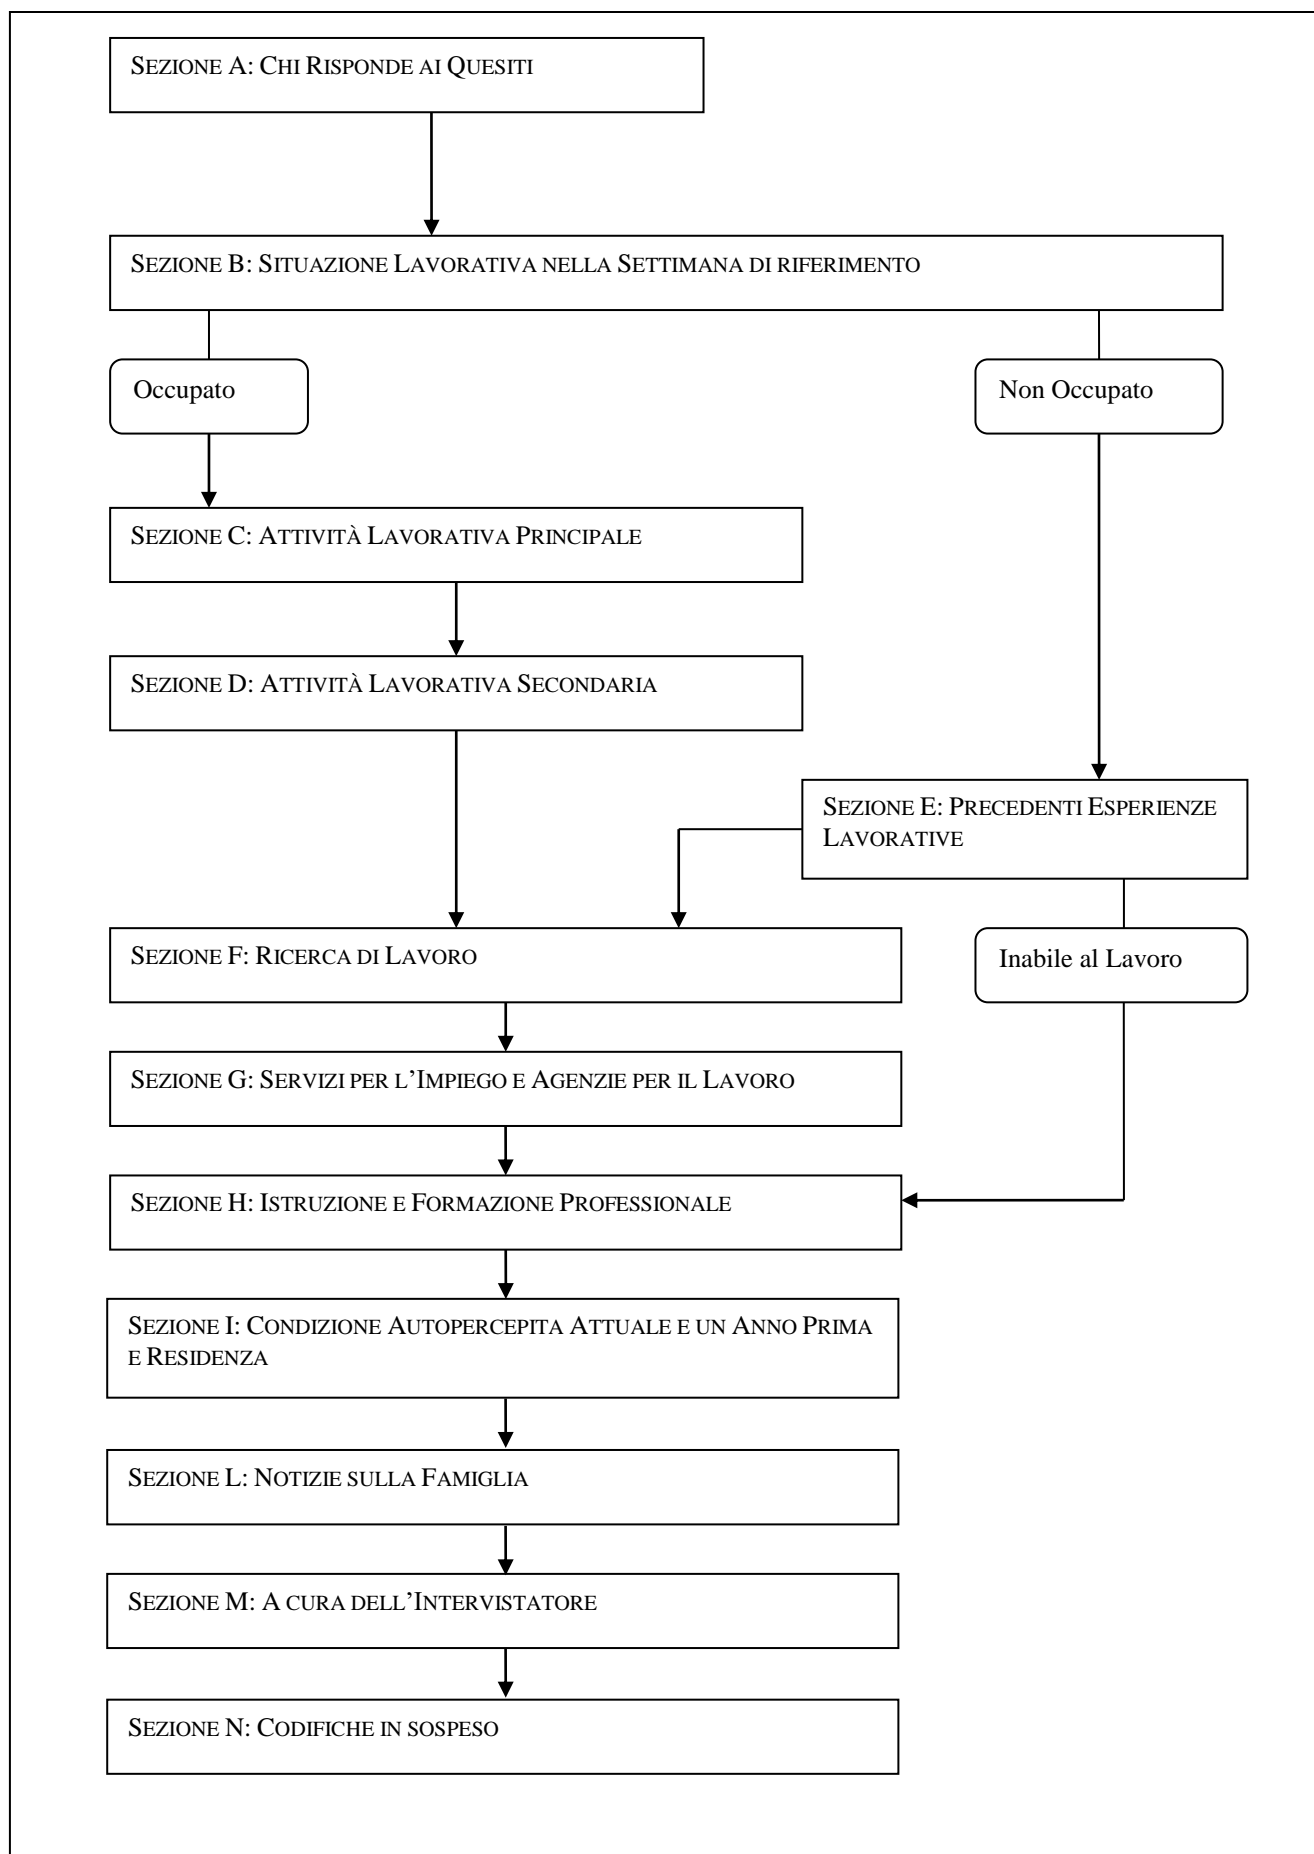 SEZIONE A: CHI RISPONDE AI QUESITI
SEZIONE B: SITUAZIONE LAVORATIVA NELLA SETTIMANA DI RIFERIMENTO
Occupato
Non Occupato
SEZIONE C: ATTIVITÀ LAVORATIVA PRINCIPALE
SEZIONE D: ATTIVITÀ LAVORATIVA SECONDARIA
SEZIONE E: PRECEDENTI ESPERIENZE
LAVORATIVE
SEZIONE F: RICERCA DI LAVORO
Inabile al Lavoro
SEZIONE G: SERVIZI PER L’IMPIEGO E AGENZIE PER IL LAVORO
SEZIONE H: ISTRUZIONE E FORMAZIONE PROFESSIONALE
SEZIONE I: CONDIZIONE AUTOPERCEPITA ATTUALE E UN ANNO PRIMA
E RESIDENZA
SEZIONE L: NOTIZIE SULLA FAMIGLIA
SEZIONE M: A CURA DELL’INTERVISTATORE
SEZIONE N: CODIFICHE IN SOSPESO